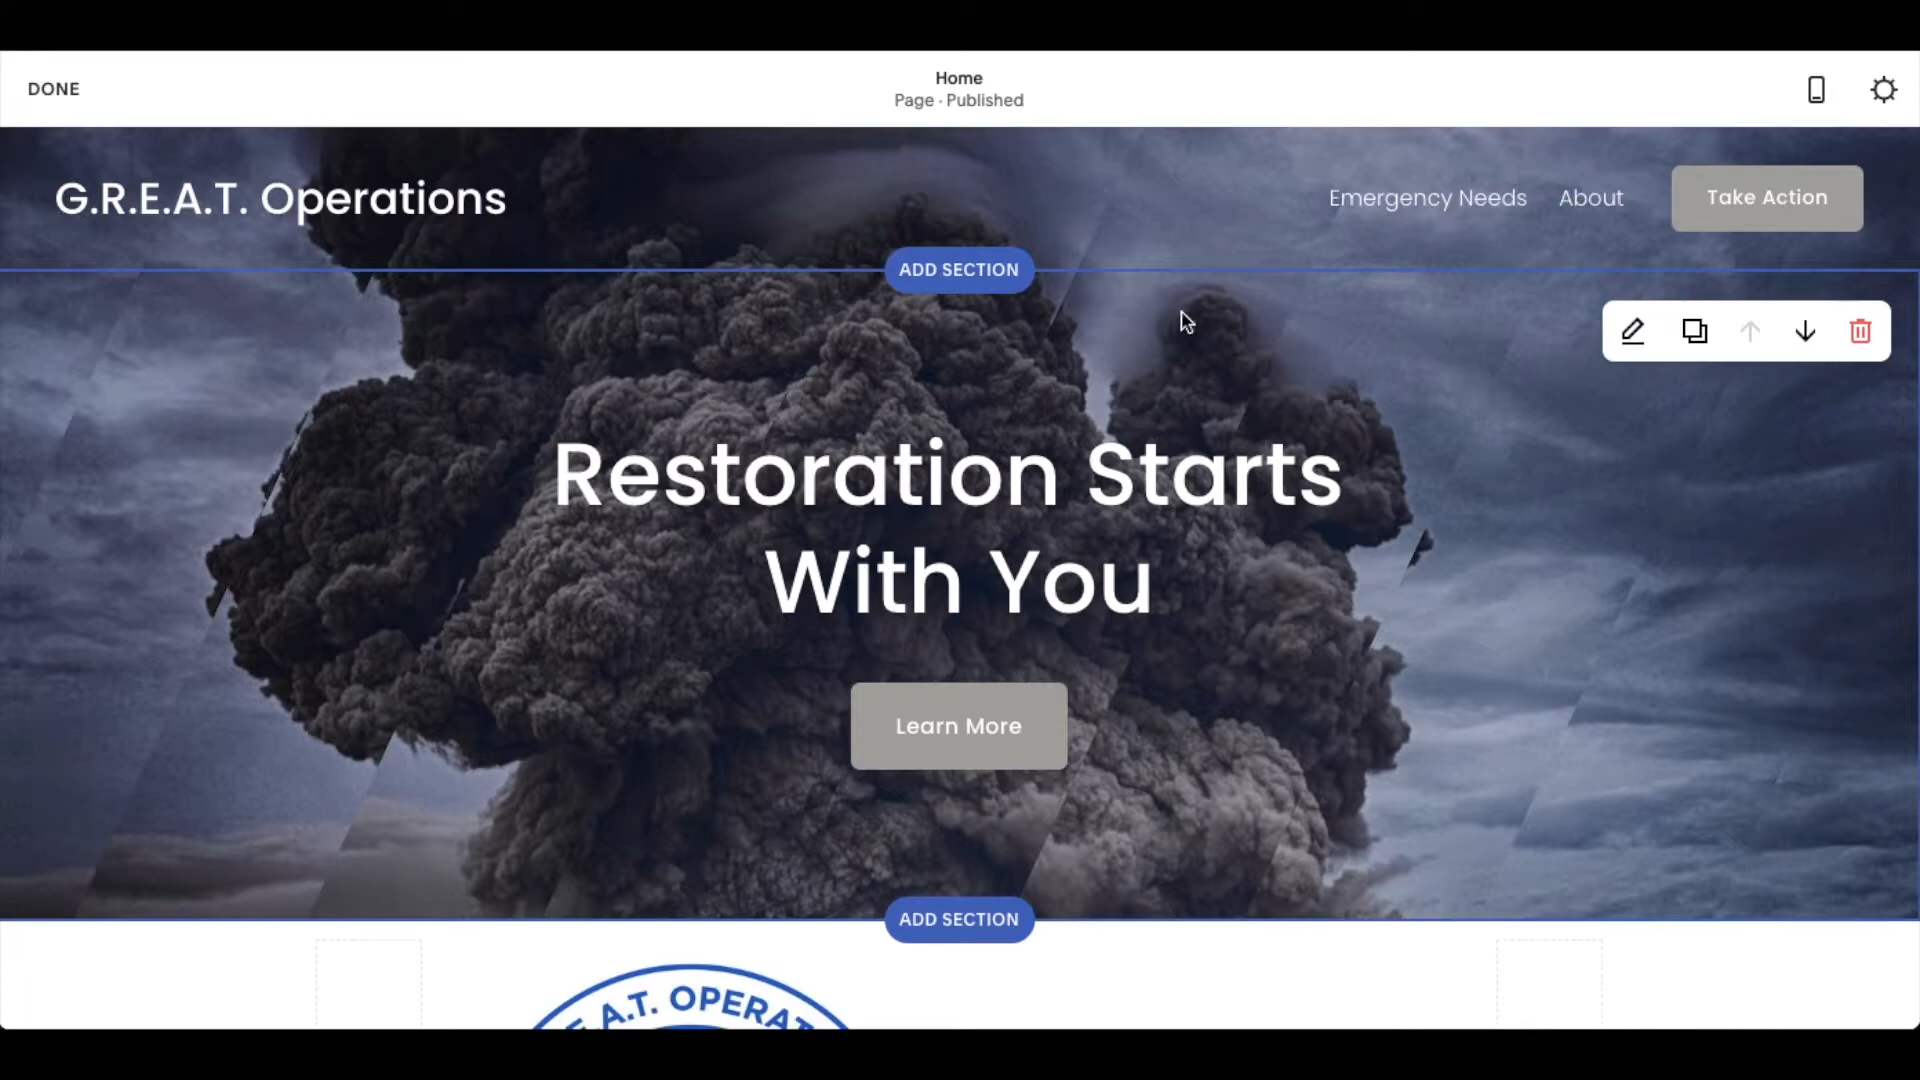 DONE
Home
Page · Published
G.R.E.A.T. Operations
Emergency Needs
About
Take Action
ADD SECTION
Restoration Starts
With You
Learn More
ADD SECTION
E.A.T. OPERAT